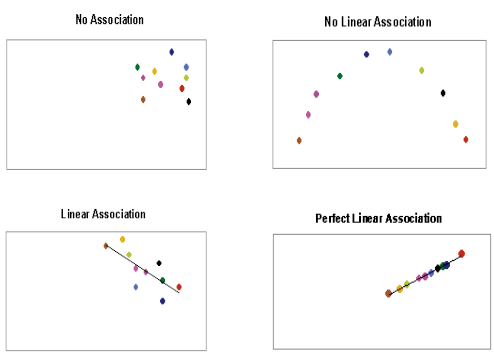 No Association
No Linear Association
Linear Association
Perfect Linear Association